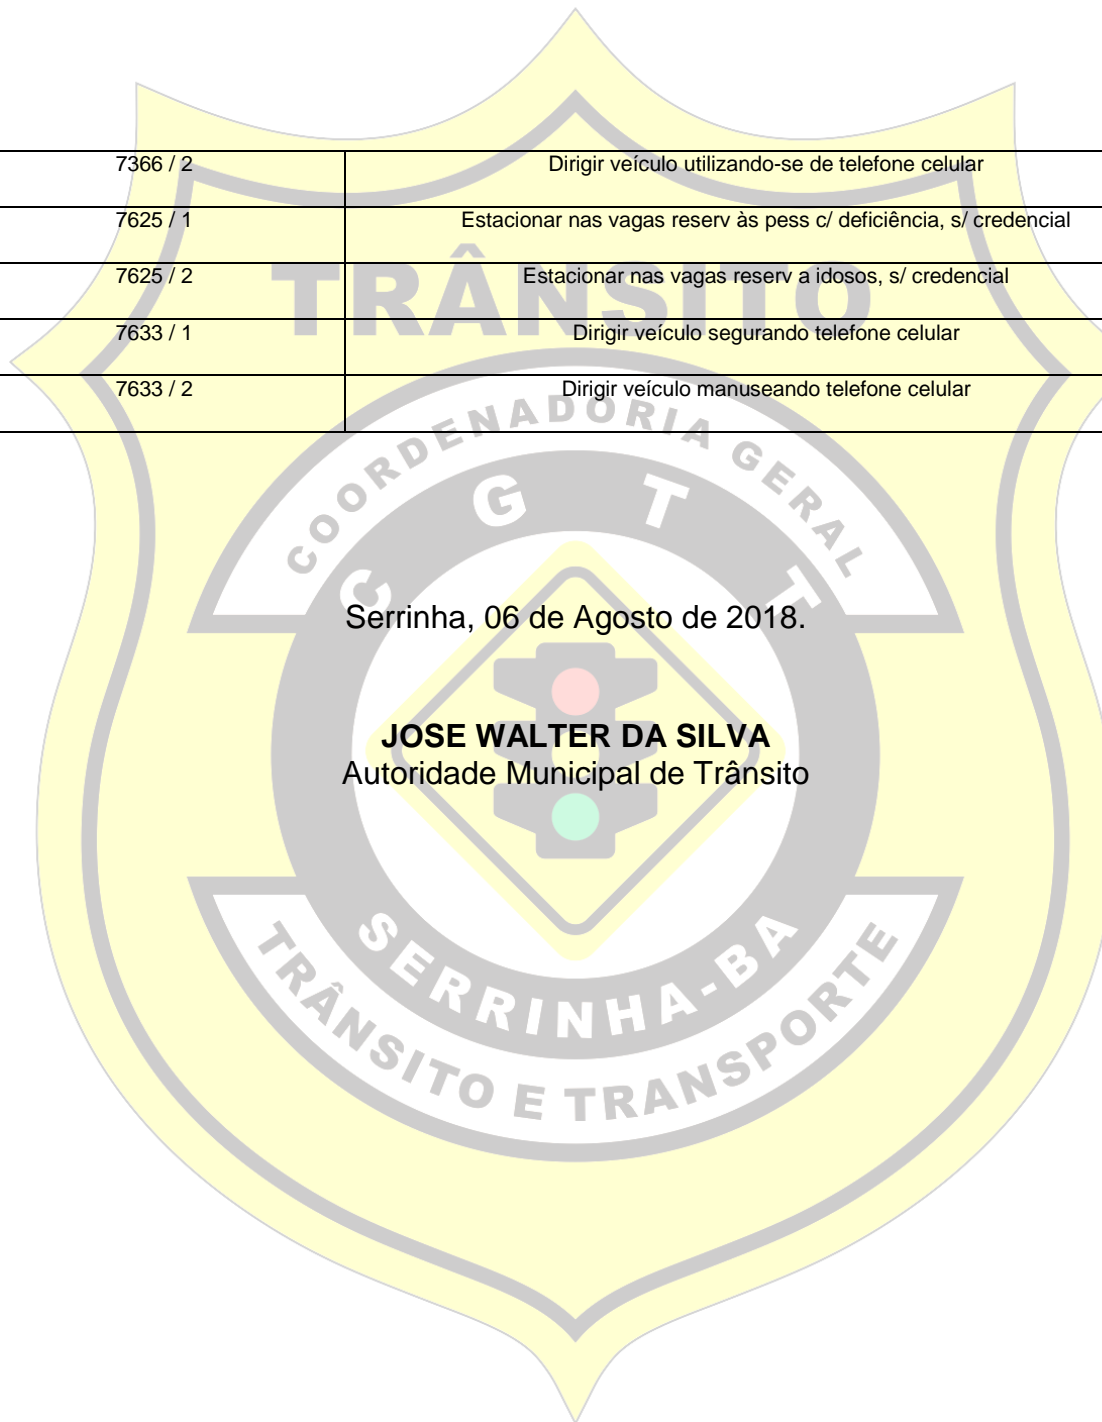 7366 / 2 Dirigir veículo utilizando-se de telefone celular
7625 / 1 Estacionar nas vagas reserv às pess c/ deficiência, s/ credencial
7625 / 2 Estacionar nas vagas reserv a idosos, s/ credencial
TRÂNSITO
7633 / 1 Dirigir veículo segurando telefone celular
7633 / 2 Dirigir veículo manuseando telefone celular
COORDENADORIA GERAL
C G T T
Serrinha, 06 de Agosto de 2018.
JOSE WALTER DA SILVA
Autoridade Municipal de Trânsito
SERRINHA-BA
TRÂNSITO E TRANSPORTE